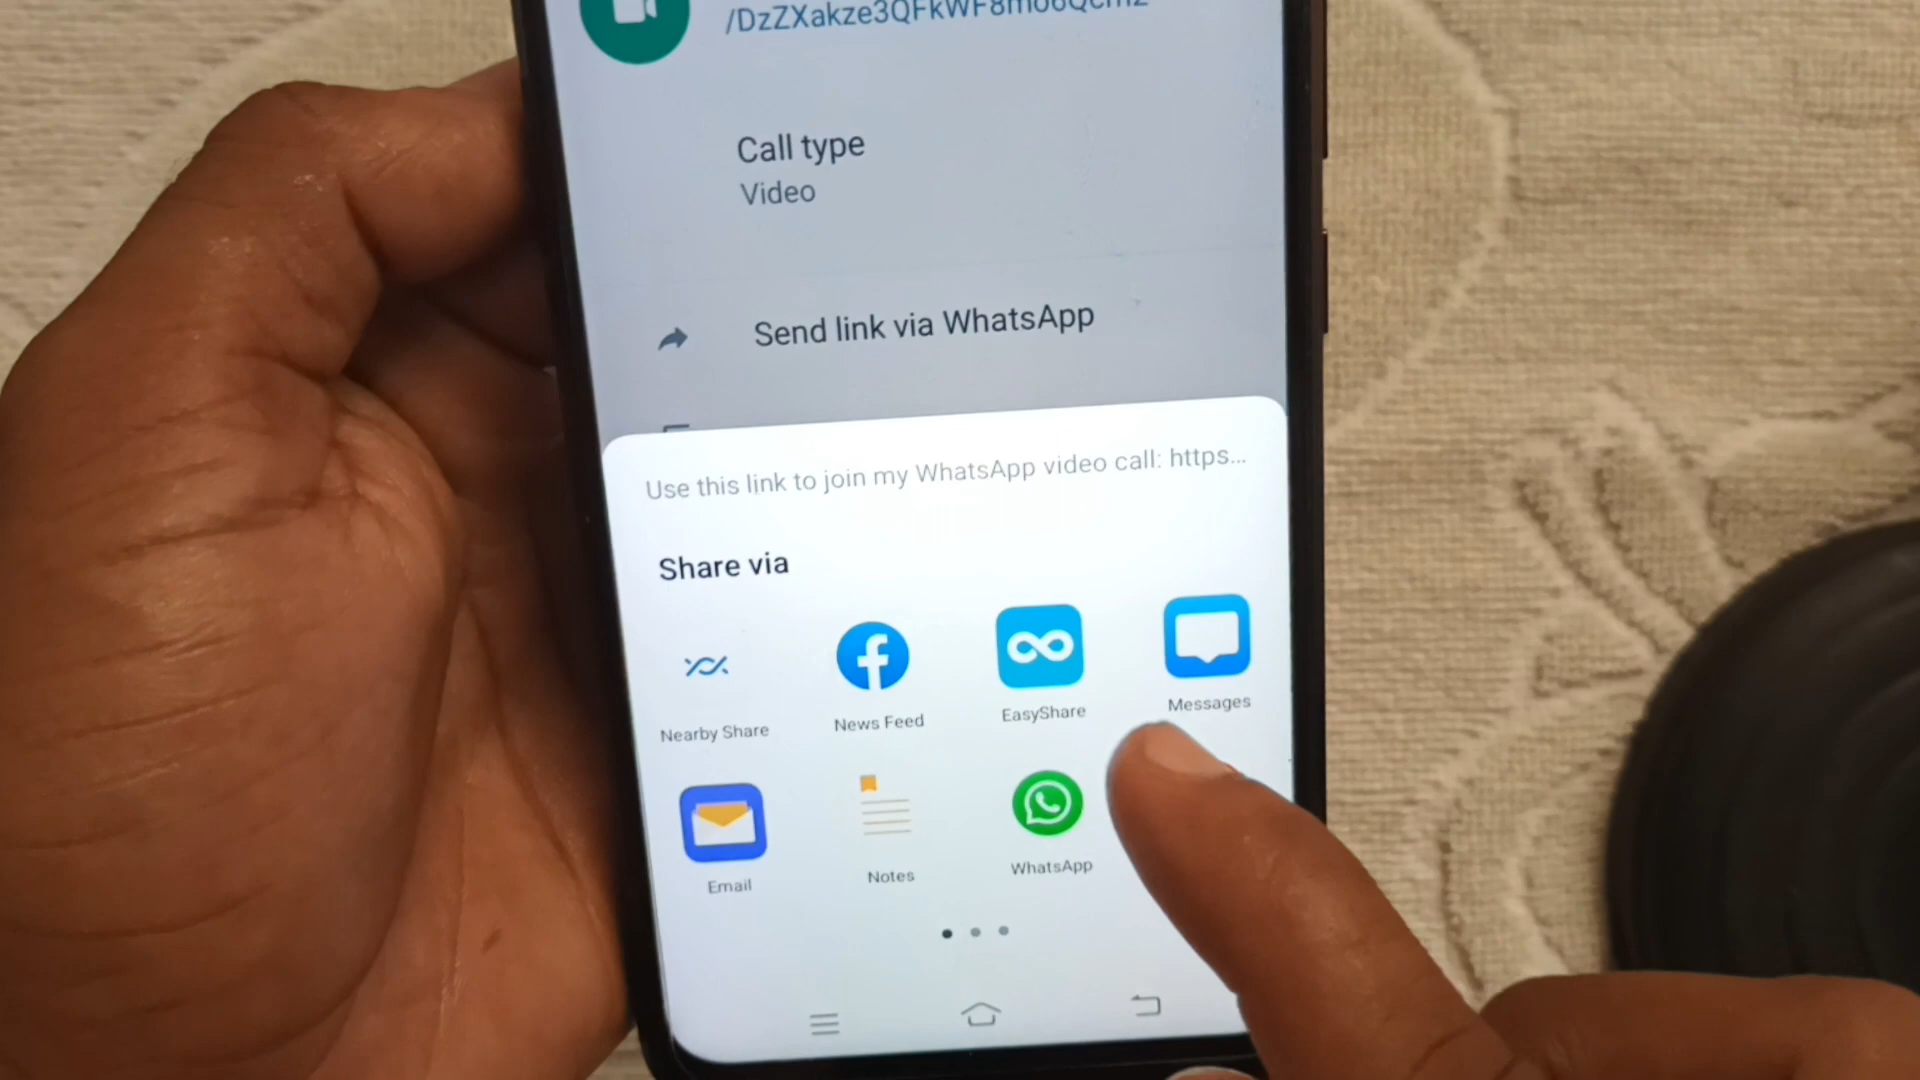 Call type
Video
Send link via WhatsApp
Use this link to join my WhatsApp video call: https...
Share via
Nearby Share
News Feed
EasyShare
Messages
Email
Notes
WhatsApp